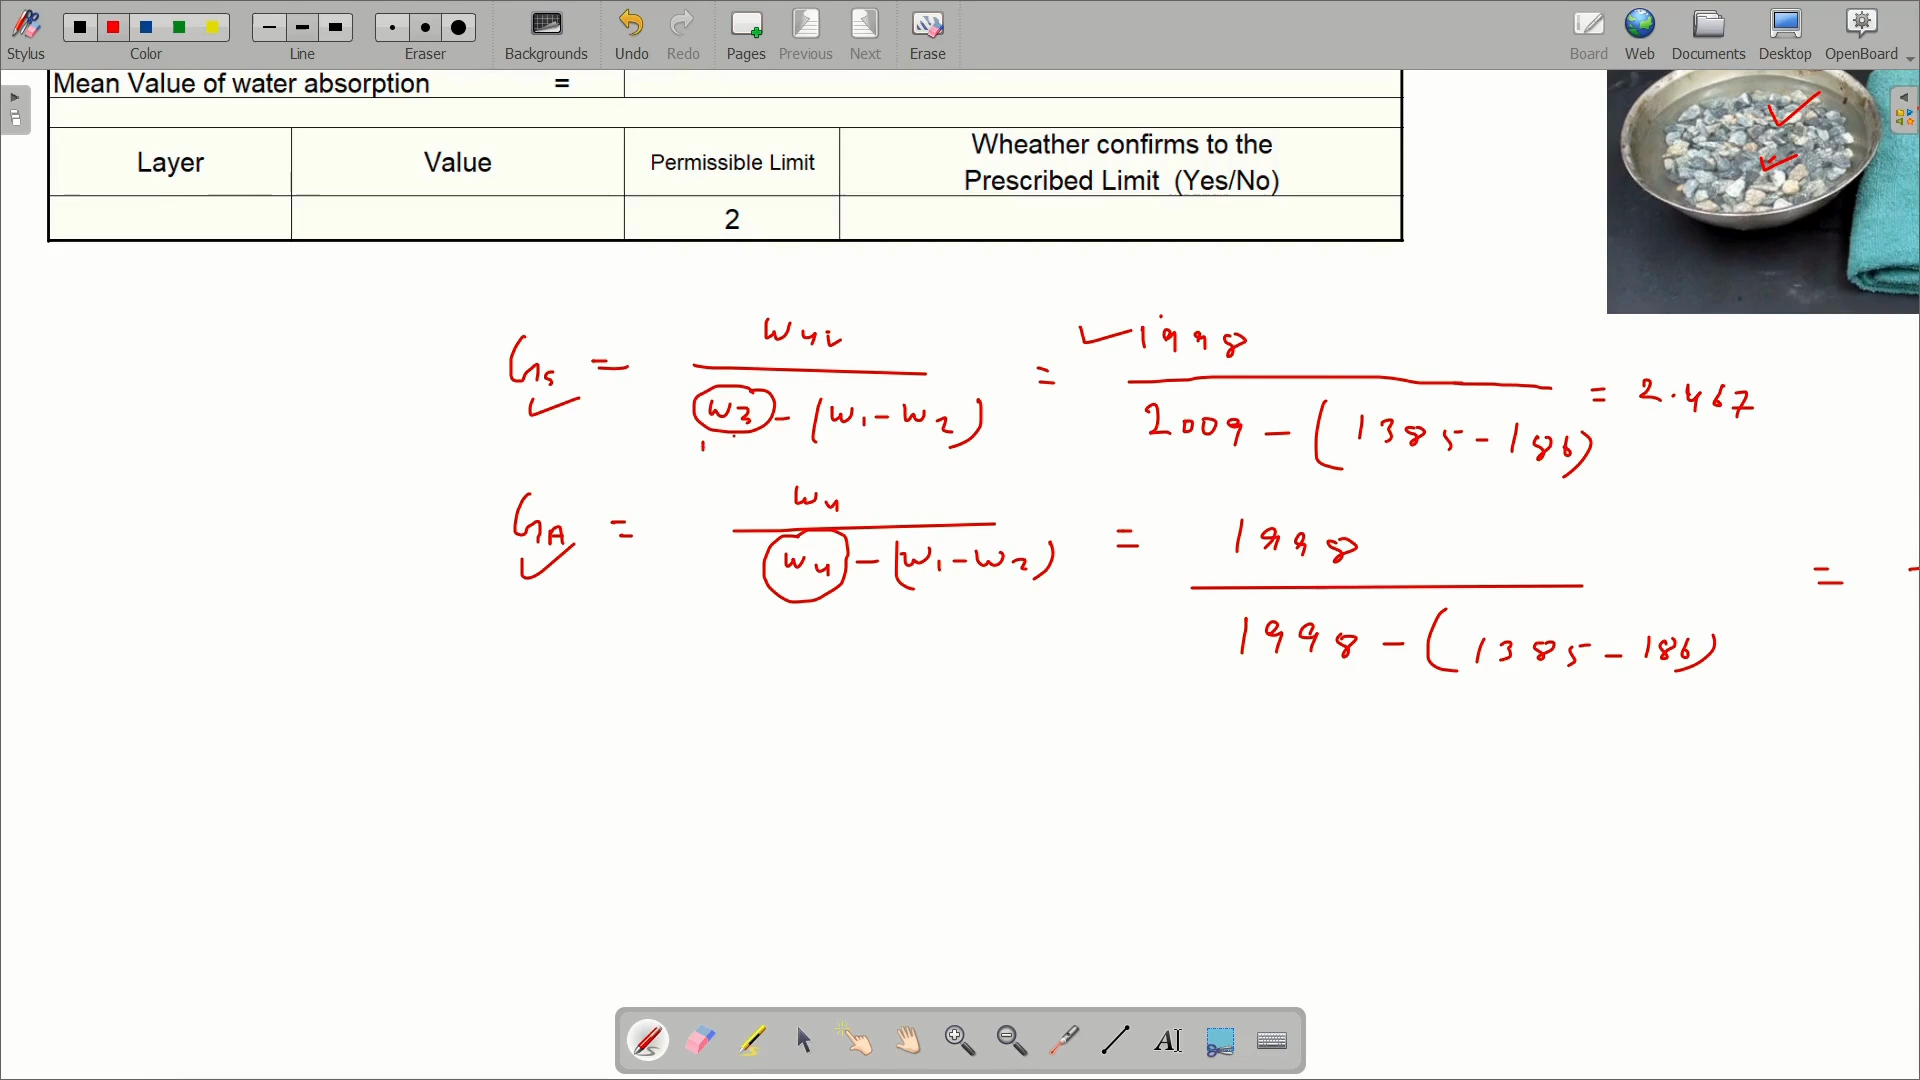 Stylus Color Line Eraser Backgrounds Undo Redo Pages Previous Next Erase Board Web Documents Desktop OpenBoard
Mean Value of water absorption =
Layer Value Permissible Limit Wheather confirms to the Prescribed Limit (Yes/No)
2
Gs = W4 / W3 - (W1 - W2) = 1998 / 2009 - (1385 - 186) = 2.467
GA = W4 / W4 - (W1 - W2) = 1998 / 1998 - (1385 - 186) =